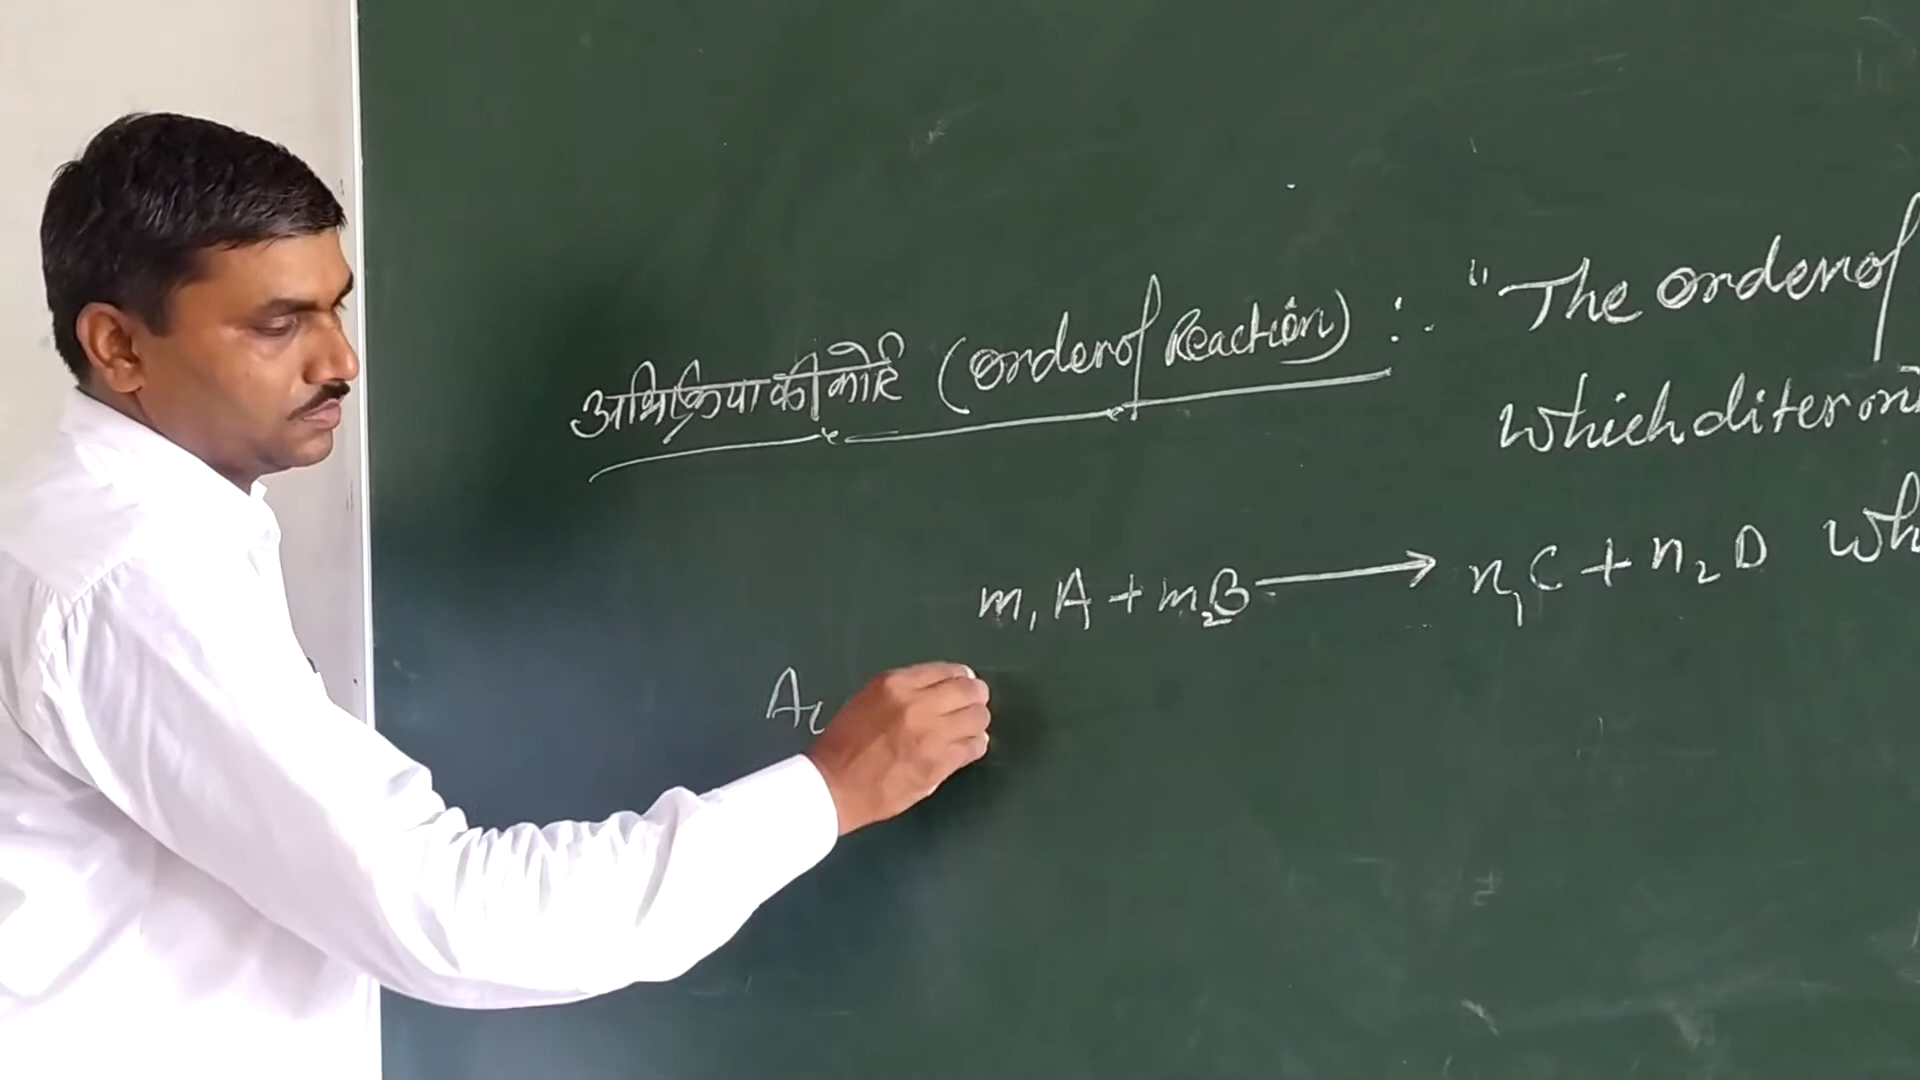 अभिक्रिया की कोटि (Order of Reaction) : "The order of
which diter
m₁A + m₂B → n₁C + n₂D wh
A